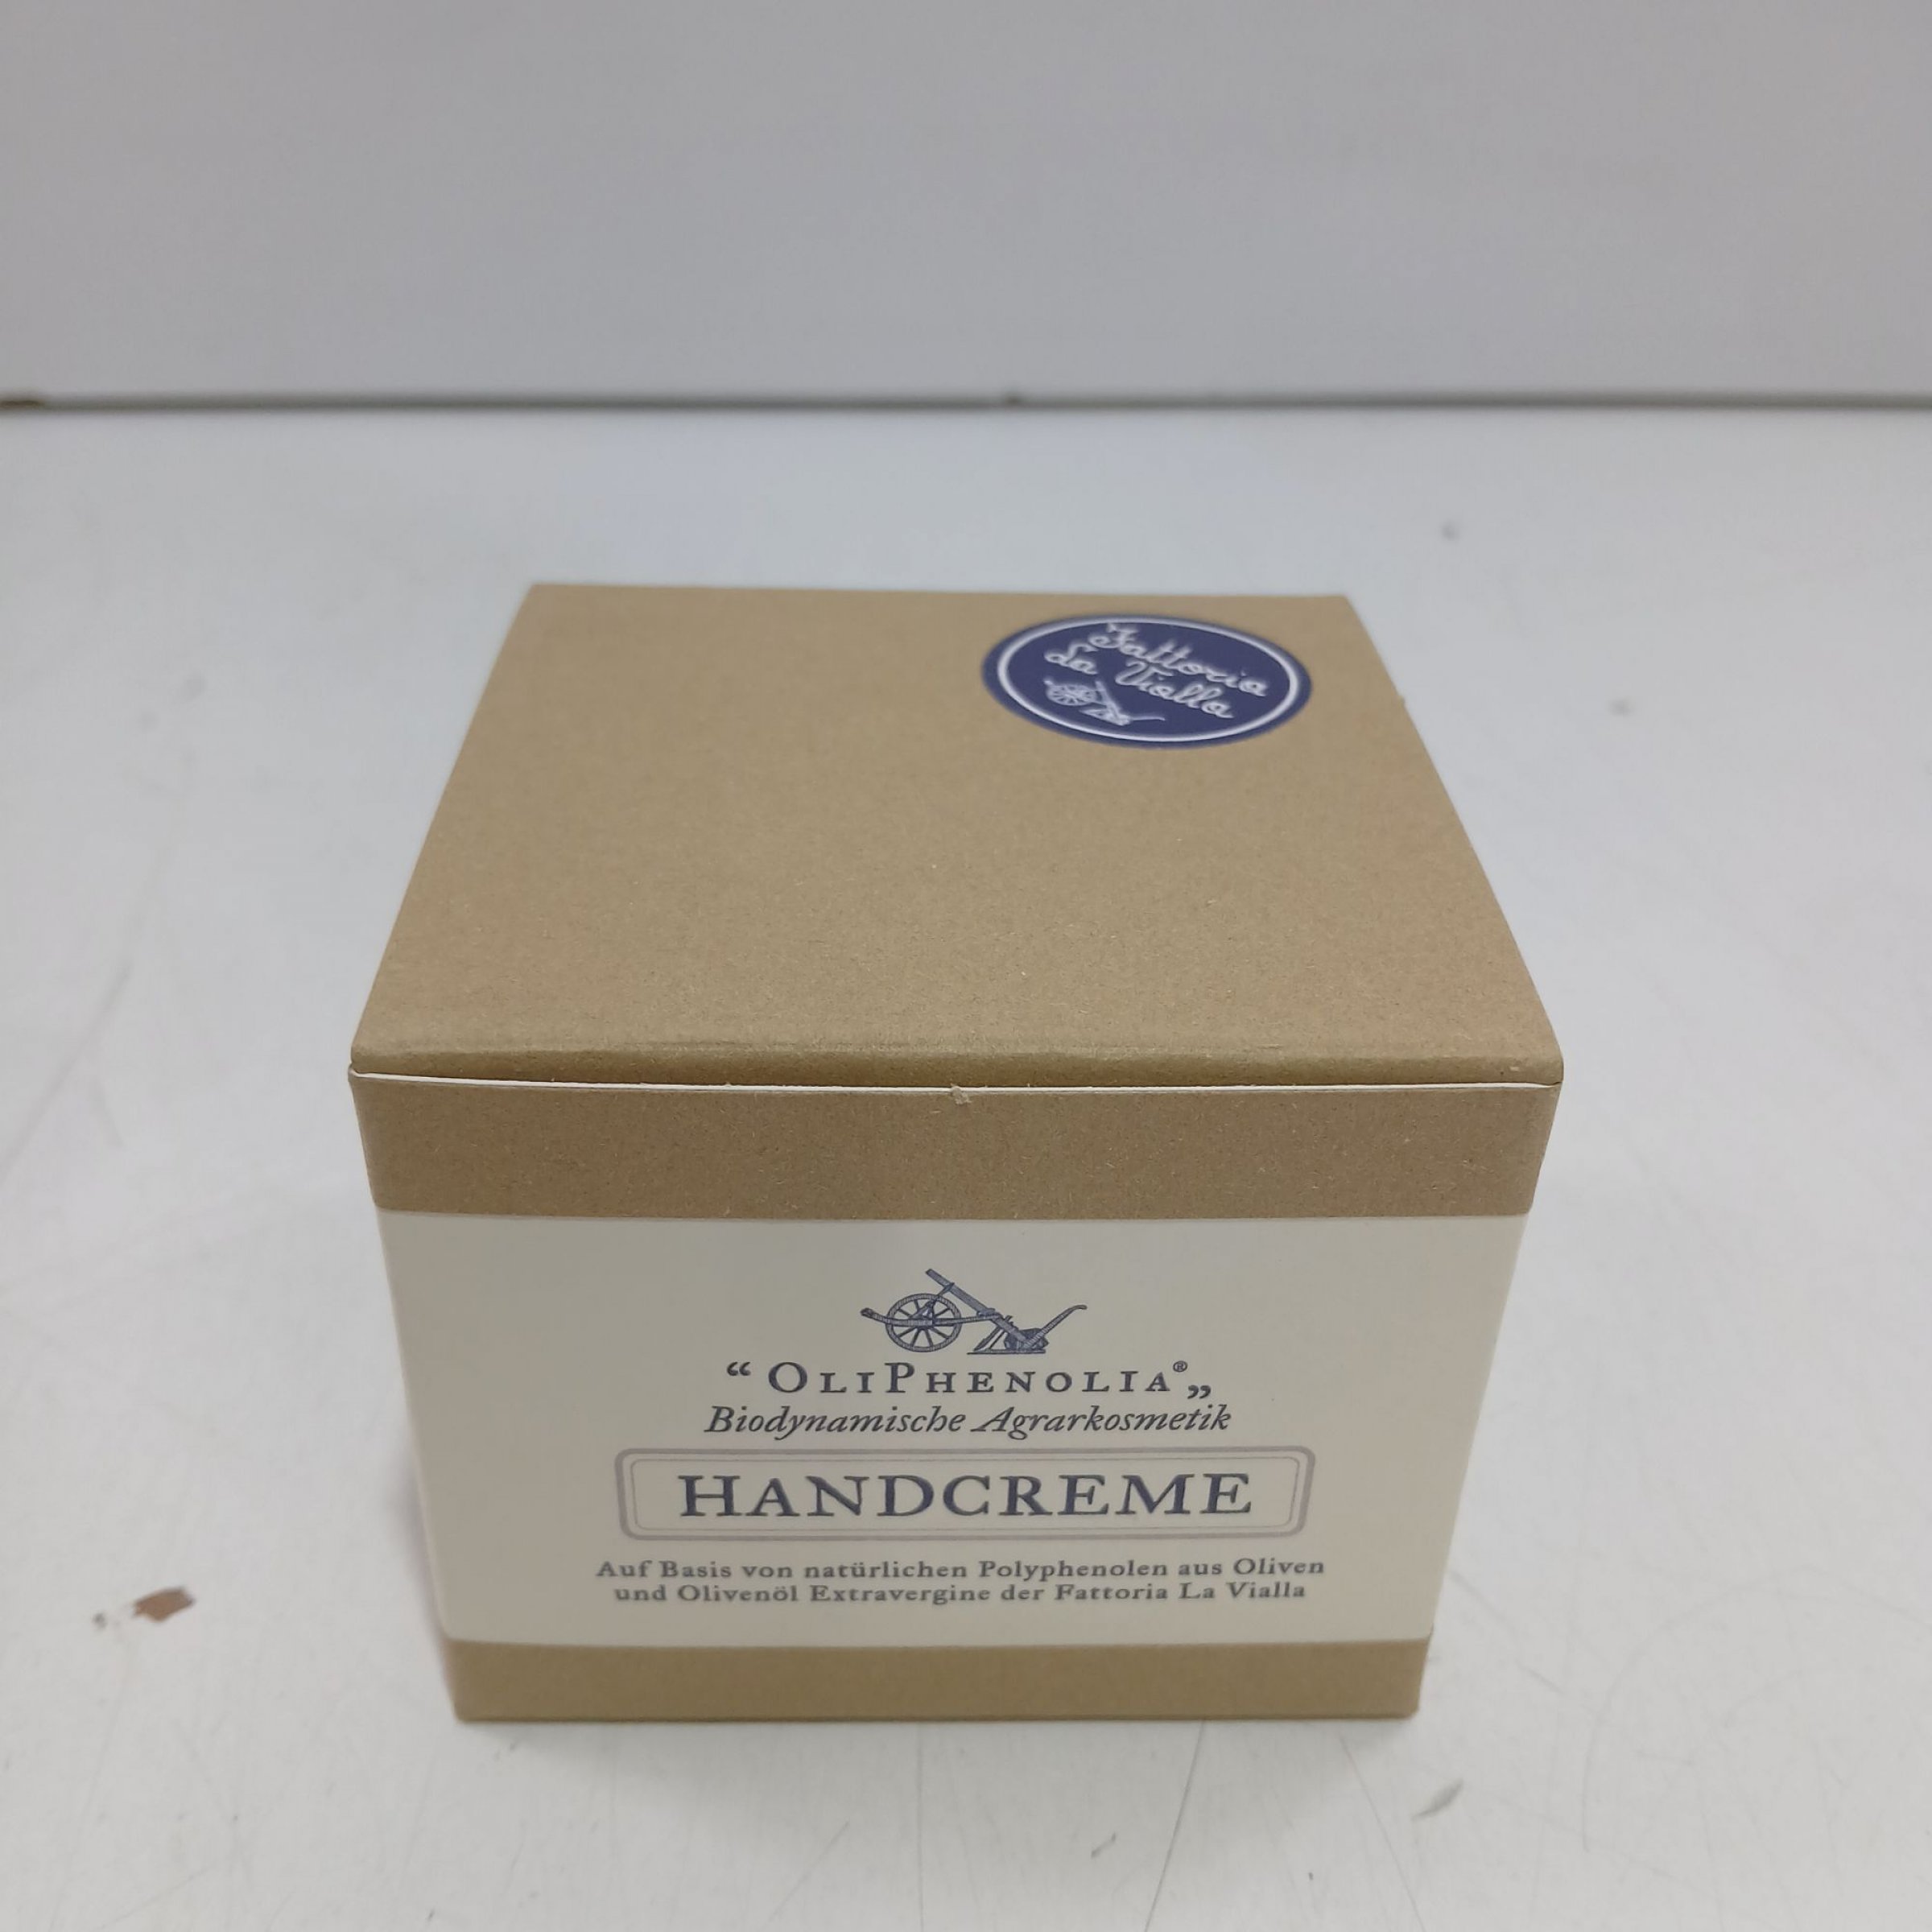 Fattoria
La Vialla
“OLIPHENOLIA®„
Biodynamische Agrarkosmetik
HANDCREME
Auf Basis von natürlichen Polyphenolen aus Oliven
und Olivenöl Extravergine der Fattoria La Vialla